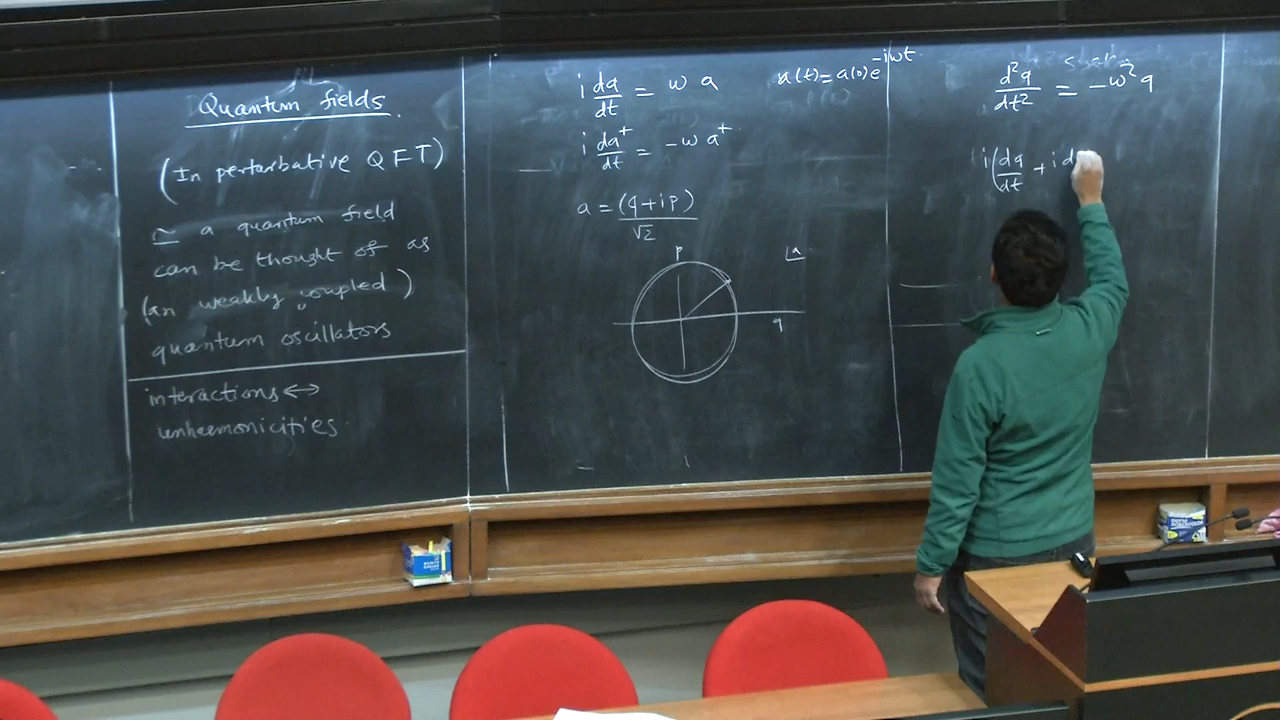 Quantum fields.
(In perturbative QFT)
≃ a quantum field
can be thought of as
(an weakly coupled)
quantum oscillators
interactions ↔
unhaemonicities
i da/dt = ω a
a(t) = a(0)e^{-iωt}
i da†/dt = -ω a†
a = (q+ip)/√2
p
a
q
d²q/dt² = -ω² q
i(dq/dt + i d